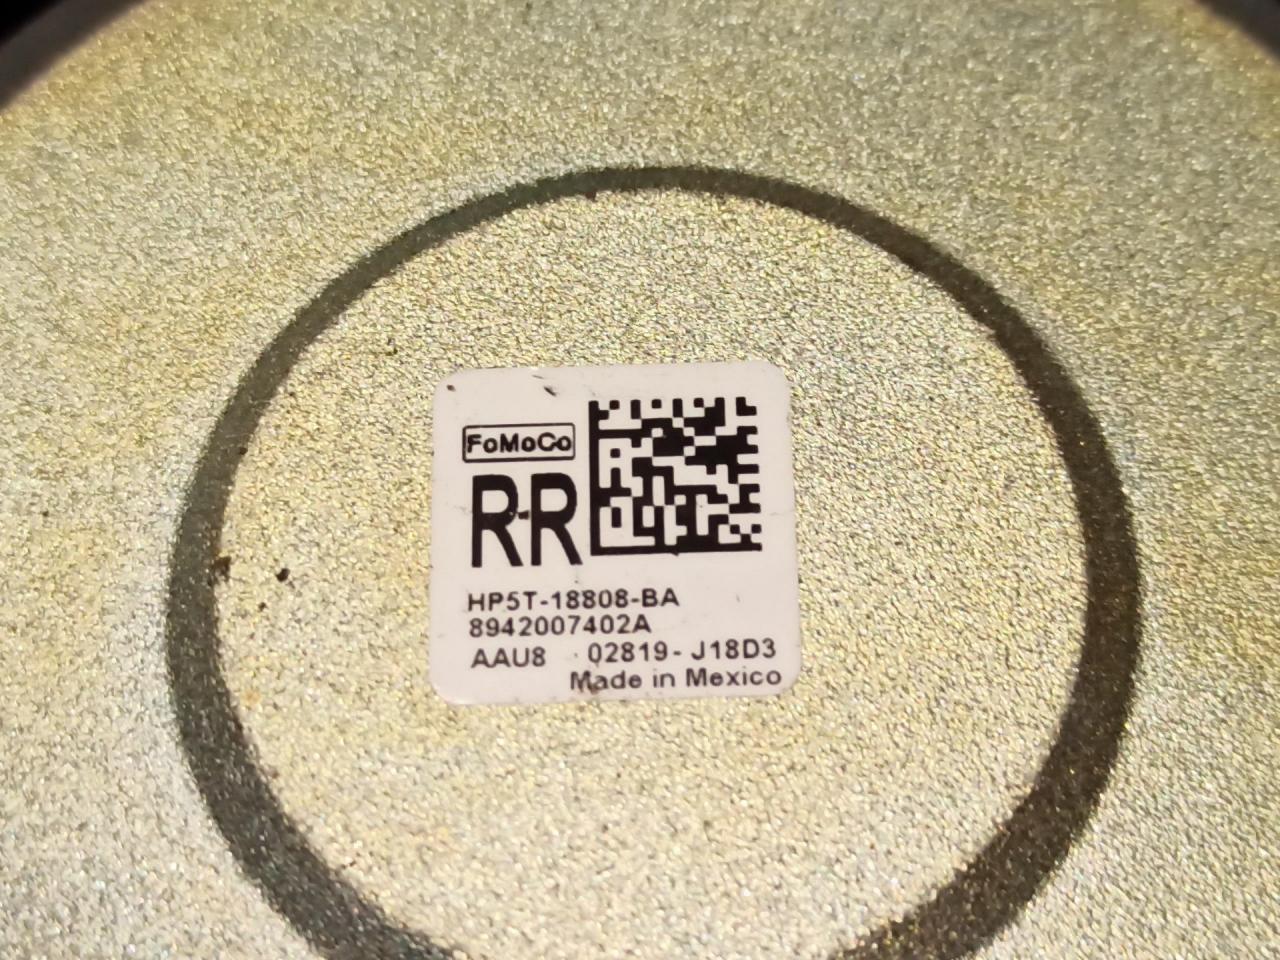 FoMoCo
RR
HP5T-18808-BA
8942007402A
AAU8 02819- J18D3
Made in Mexico